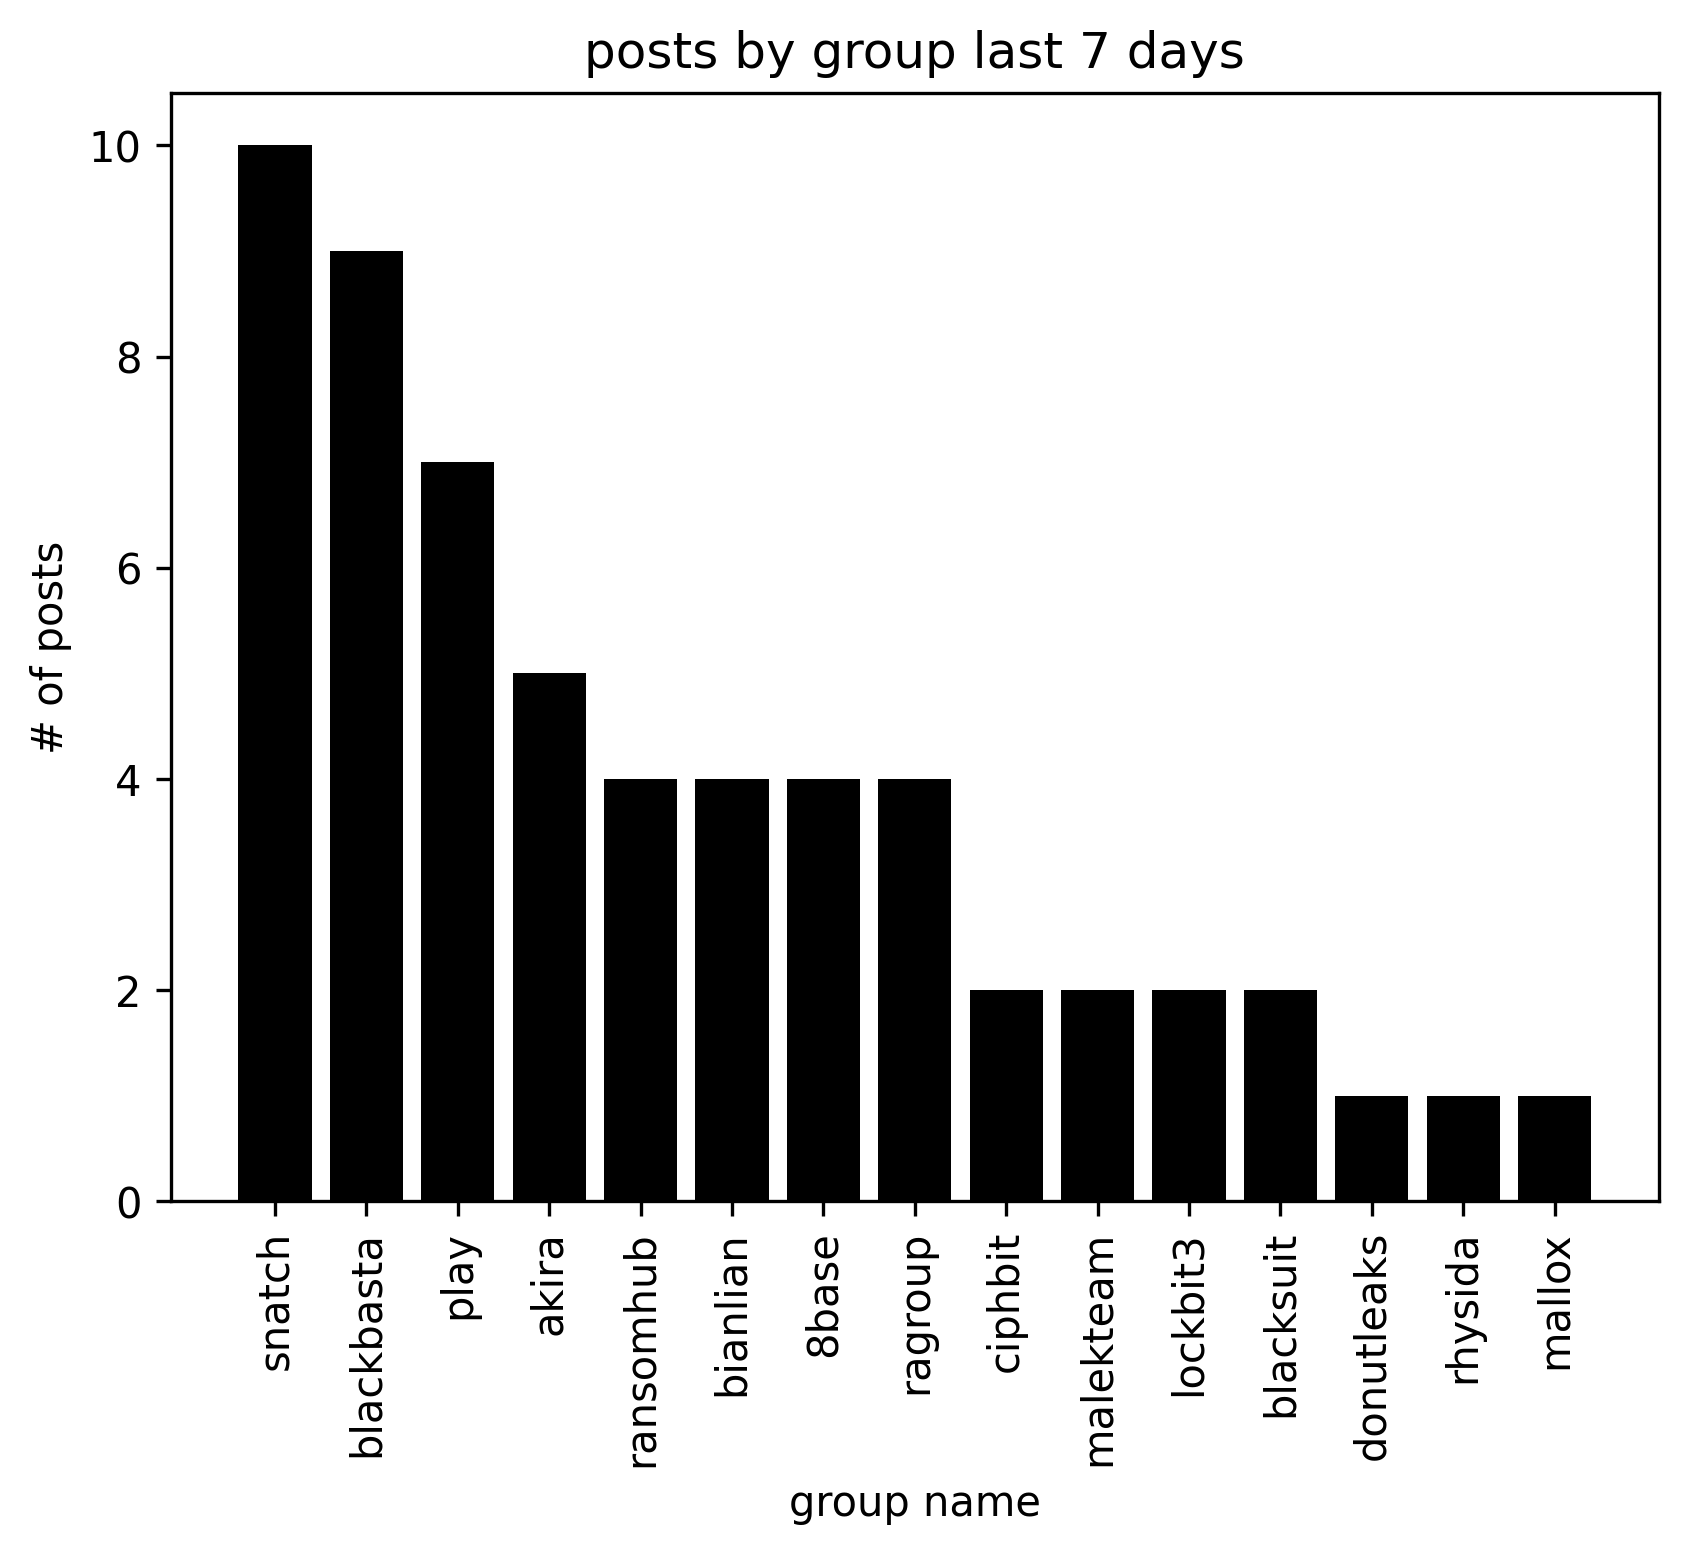 posts by group last 7 days
# of posts
10
8
6
4
2
0
snatch
blackbasta
play
akira
ransomhub
bianlian
8base
ragroup
ciphbit
malekteam
lockbit3
blacksuit
donutleaks
rhysida
mallox
group name